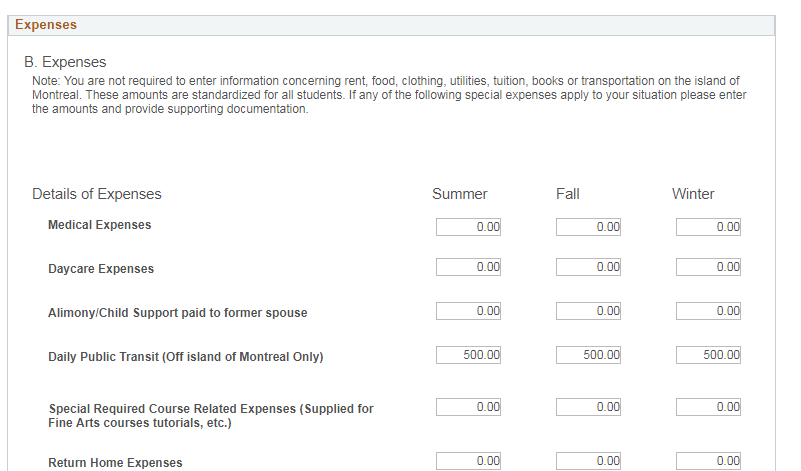 Expenses
B. Expenses
Note: You are not required to enter information concerning rent, food, clothing, utilities, tuition, books or transportation on the island of
Montreal. These amounts are standardized for all students. If any of the following special expenses apply to your situation please enter
the amounts and provide supporting documentation.
Details of Expenses Summer Fall Winter
Medical Expenses 0.00 0.00 0.00
Daycare Expenses 0.00 0.00 0.00
Alimony/Child Support paid to former spouse 0.00 0.00 0.00
Daily Public Transit (Off island of Montreal Only) 500.00 500.00 500.00
Special Required Course Related Expenses (Supplied for 0.00 0.00 0.00
Fine Arts courses tutorials, etc.)
Return Home Expenses 0.00 0.00 0.00